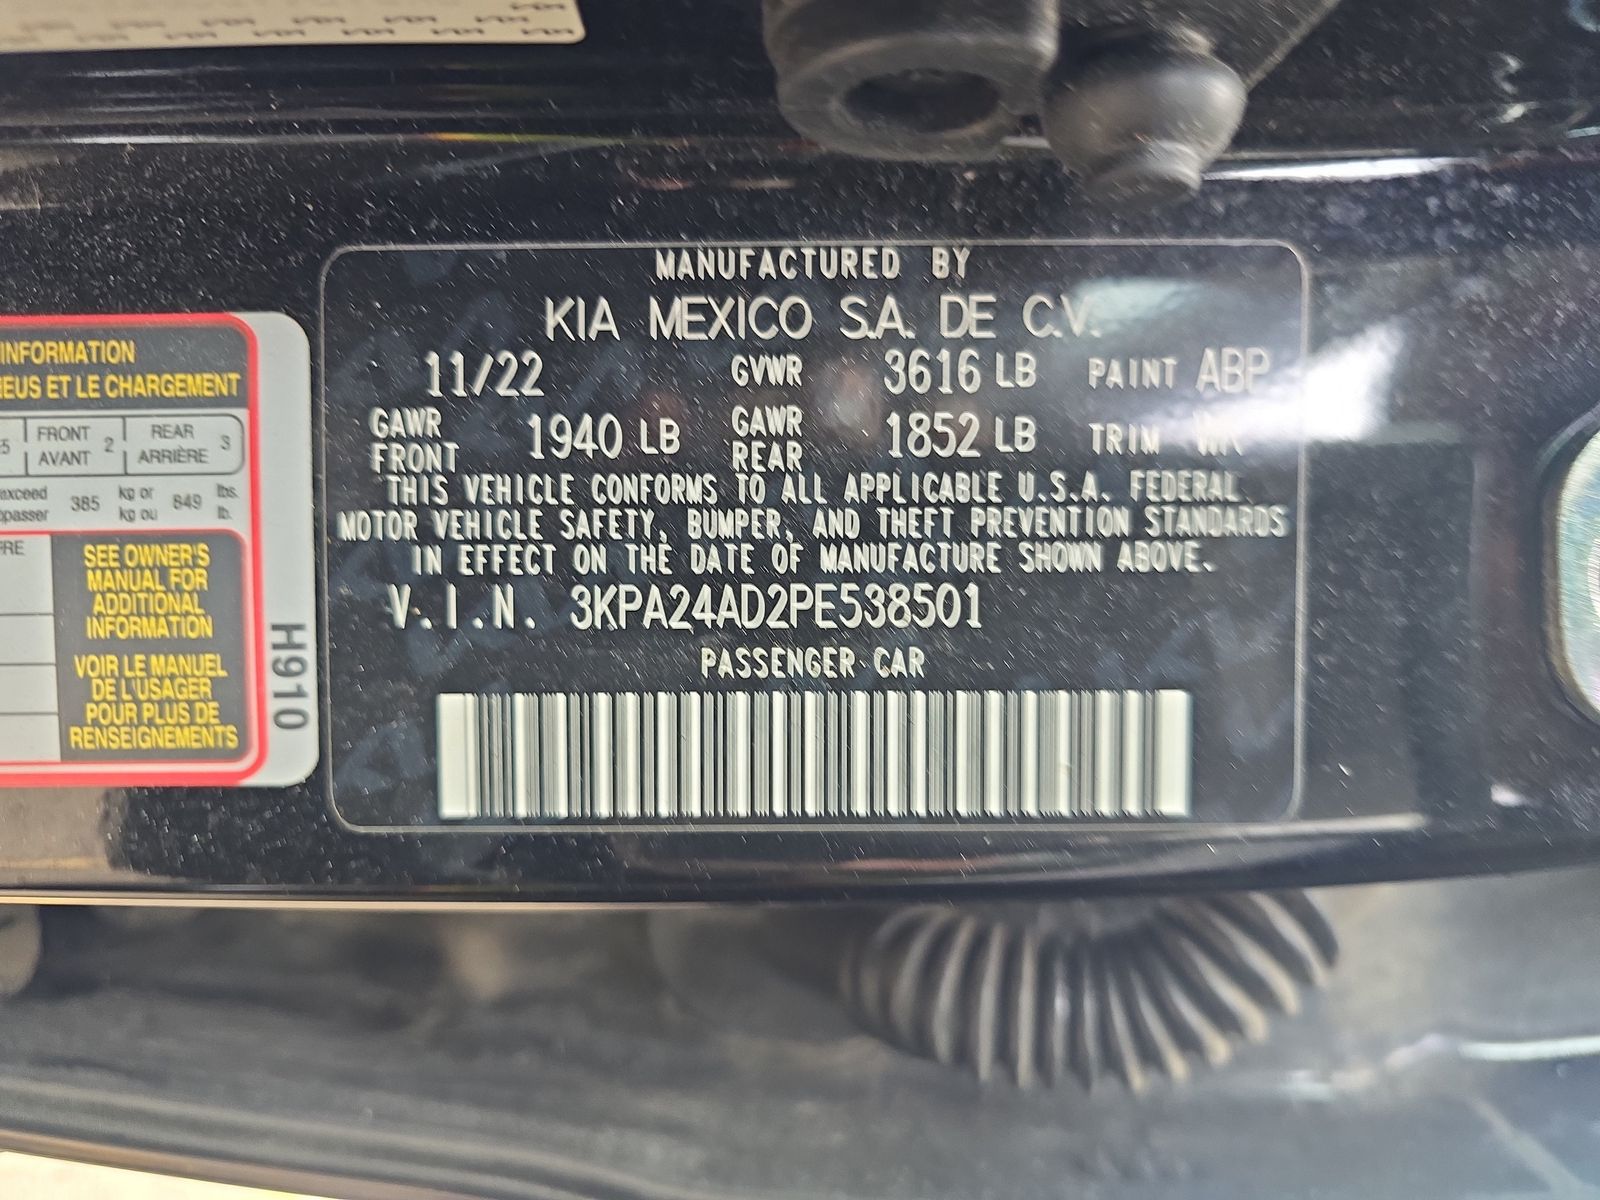 MANUFACTURED BY
KIA MEXICO S.A. DE C.V.
11/22 GVWR 3616 LB PAINT ABP
GAWR FRONT 1940 LB GAWR REAR 1852 LB TRIM
THIS VEHICLE CONFORMS TO ALL APPLICABLE U.S.A. FEDERAL
MOTOR VEHICLE SAFETY, BUMPER, AND THEFT PREVENTION STANDARDS
IN EFFECT ON THE DATE OF MANUFACTURE SHOWN ABOVE.
V.I.N. 3KPA24AD2PE538501
PASSENGER CAR
INFORMATION
ET LE CHARGEMENT
5 FRONT 2 REAR 3
AVANT ARRIÈRE
exceed 385 kg or 849 lbs.
kg ou lb.
SEE OWNER'S
MANUAL FOR
ADDITIONAL
INFORMATION
VOIR LE MANUEL
DE L'USAGER
POUR PLUS DE
RENSEIGNEMENTS
H910